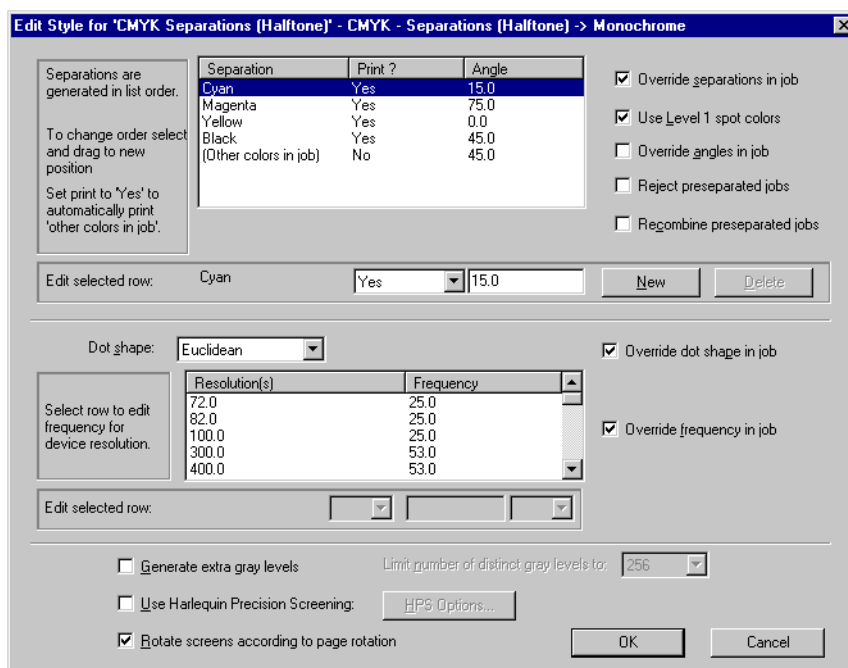 Edit Style for 'CMYK Separations (Halftone)' - CMYK - Separations (Halftone) -> Monochrome
Separations are
generated in list order.
To change order select
and drag to new
position
Set print to 'Yes' to
automatically print
'other colors in job'.
Separation Print ? Angle
Cyan Yes 15.0
Magenta Yes 75.0
Yellow Yes 0.0
Black Yes 45.0
(Other colors in job) No 45.0
Override separations in job
Use Level 1 spot colors
Override angles in job
Reject preseparated jobs
Recombine preseparated jobs
Edit selected row: Cyan Yes 15.0 New Delete
Dot shape: Euclidean
Override dot shape in job
Select row to edit
frequency for
device resolution.
Resolution(s) Frequency
72.0 25.0
82.0 25.0
100.0 25.0
300.0 53.0
400.0 53.0
Override frequency in job
Edit selected row:
Generate extra gray levels Limit number of distinct gray levels to: 256
Use Harlequin Precision Screening: HPS Options...
Rotate screens according to page rotation
OK Cancel